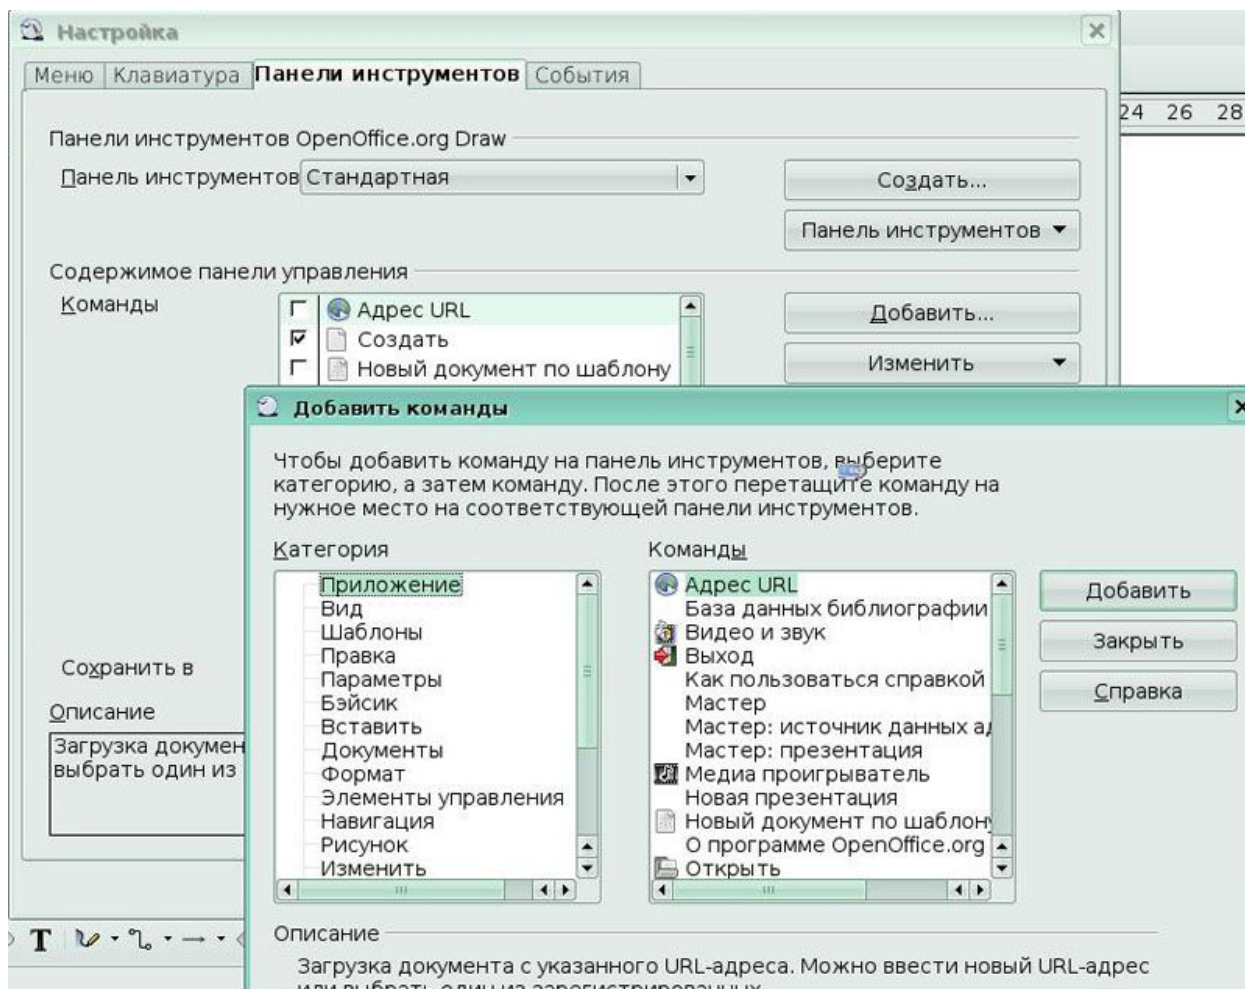 Настройка
Меню Клавиатура Панели инструментов События
24 26 28
Панели инструментов OpenOffice.org Draw
Панель инструментов Стандартная
Создать...
Панель инструментов
Содержимое панели управления
Команды
Адрес URL
Создать
Новый документ по шаблону
Добавить...
Изменить
Добавить команды
Чтобы добавить команду на панель инструментов, выберите
категорию, а затем команду. После этого перетащите команду на
нужное место на соответствующей панели инструментов.
Категория
Приложение
Вид
Шаблоны
Правка
Параметры
Бэйсик
Вставить
Документы
Формат
Элементы управления
Навигация
Рисунок
Изменить
Команды
Адрес URL
База данных библиографии
Видео и звук
Выход
Как пользоваться справкой
Мастер
Мастер: источник данных
Мастер: презентация
Медиа проигрыватель
Новая презентация
Новый документ по шаблону
О программе OpenOffice.org
Открыть
Добавить
Закрыть
Справка
Сохранить в
Описание
Загрузка докумен
выбрать один из
T
Описание
Загрузка документа с указанного URL-адреса. Можно ввести новый URL-адрес
или выбрать один из зарегистрированных.